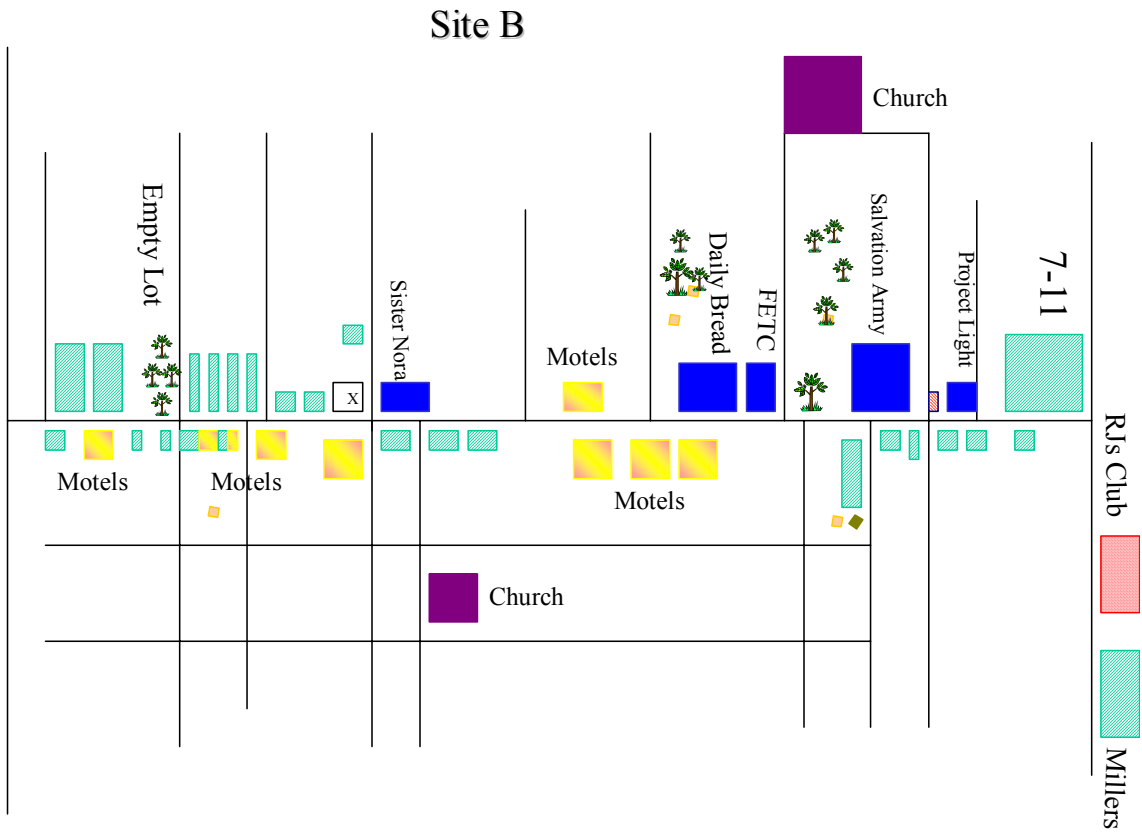 Site B
Church
Empty Lot
Sister Nora
Motels
Daily Bread
FETC
Salvation Army
Project Light
7-11
x
Motels
Motels
Motels
RJs Club
Church
Millers